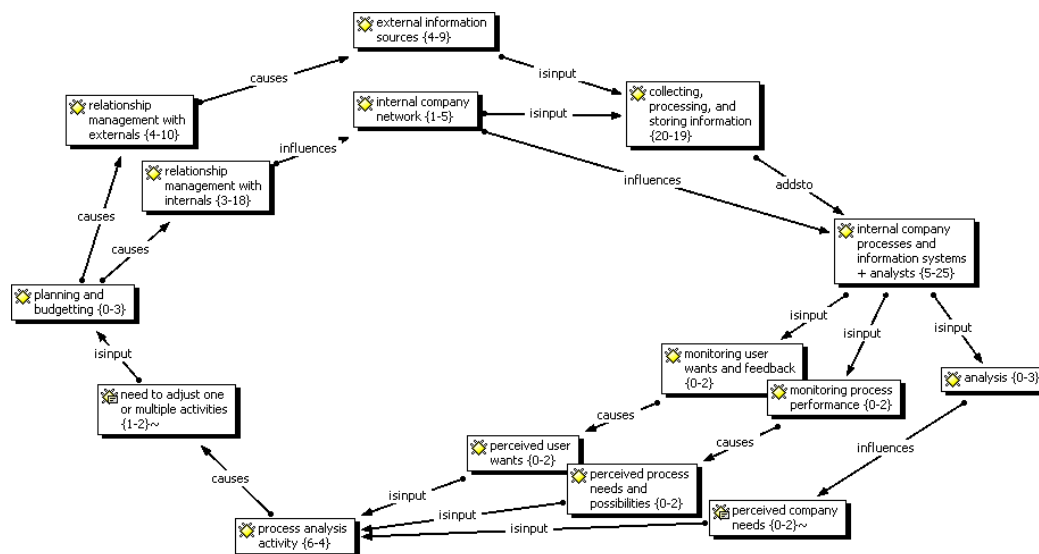 external information
sources {4-9}
causes
isinput
relationship
management with
externals {4-10}
internal company
network {1-5}
isinput
collecting,
processing, and
storing information
{20-19}
influences
relationship
management with
internals {3-18}
influences
addsto
causes
causes
internal company
processes and
information systems
+ analysts {5-25}
planning and
budgetting {0-3}
isinput
isinput
isinput
isinput
monitoring user
wants and feedback
{0-2}
monitoring process
performance {0-2}
analysis {0-3}
need to adjust one
or multiple activities
{1-2}~
causes
causes
influences
perceived user
wants {0-2}
perceived process
needs and
possibilities {0-2}
causes
isinput
isinput
isinput
perceived company
needs {0-2}~
process analysis
activity {6-4}